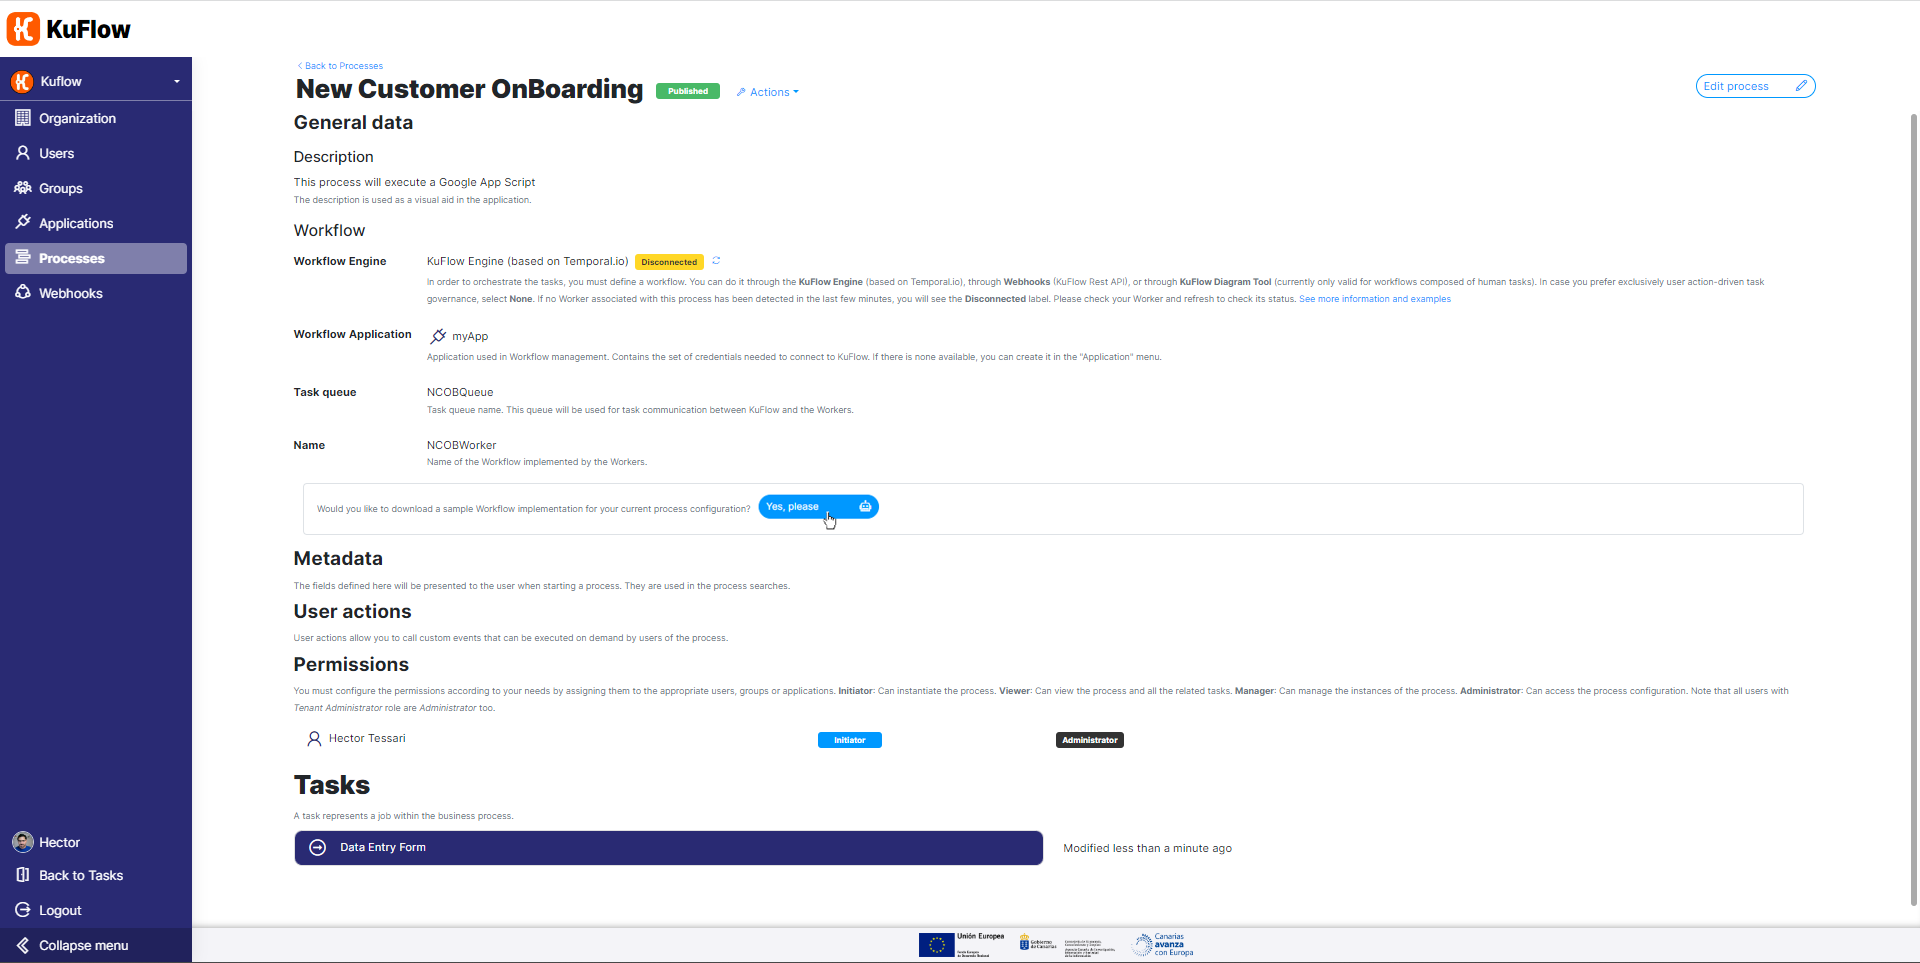 KuFlow
Kuflow
Organization
Users
Groups
Applications
Processes
Webhooks
Hector
Back to Tasks
Logout
Collapse menu
Back to Processes
New Customer OnBoarding
Published
Actions
Edit process
General data
Description
This process will execute a Google App Script
The description is used as a visual aid in the application.
Workflow
Workflow Engine
KuFlow Engine (based on Temporal.io)
Disconnected
In order to orchestrate the tasks, you must define a workflow. You can do it through the KuFlow Engine (based on Temporal.io), through Webhooks (KuFlow Rest API), or through KuFlow Diagram Tool (currently only valid for workflows composed of human tasks). In case you prefer exclusively user action-driven task
governance, select None. If no Worker associated with this process has been detected in the last few minutes, you will see the Disconnected label. Please check your Worker and refresh to check its status. See more information and examples
Workflow Application
myApp
Application used in Workflow management. Contains the set of credentials needed to connect to KuFlow. If there is none available, you can create it in the "Application" menu.
Task queue
NCOBQueue
Task queue name. This queue will be used for task communication between KuFlow and the Workers.
Name
NCOBWorker
Name of the Workflow implemented by the Workers.
Would you like to download a sample Workflow implementation for your current process configuration?
Yes, please
Metadata
The fields defined here will be presented to the user when starting a process. They are used in the process searches.
User actions
User actions allow you to call custom events that can be executed on demand by users of the process.
Permissions
You must configure the permissions according to your needs by assigning them to the appropriate users, groups or applications. Initiator: Can instantiate the process. Viewer: Can view the process and all the related tasks. Manager: Can manage the instances of the process. Administrator: Can access the process configuration. Note that all users with
Tenant Administrator role are Administrator too.
Hector Tessari
Initiator
Administrator
Tasks
A task represents a job within the business process.
Data Entry Form
Modified less than a minute ago
Unión Europea
Gobierno
de Canarias
Canarias
avanza
con Europa